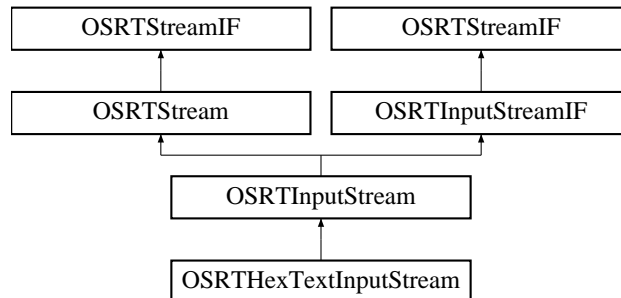 OSRTStreamIF
OSRTStreamIF
OSRTStream
OSRTInputStreamIF
OSRTInputStream
OSRTHexTextInputStream